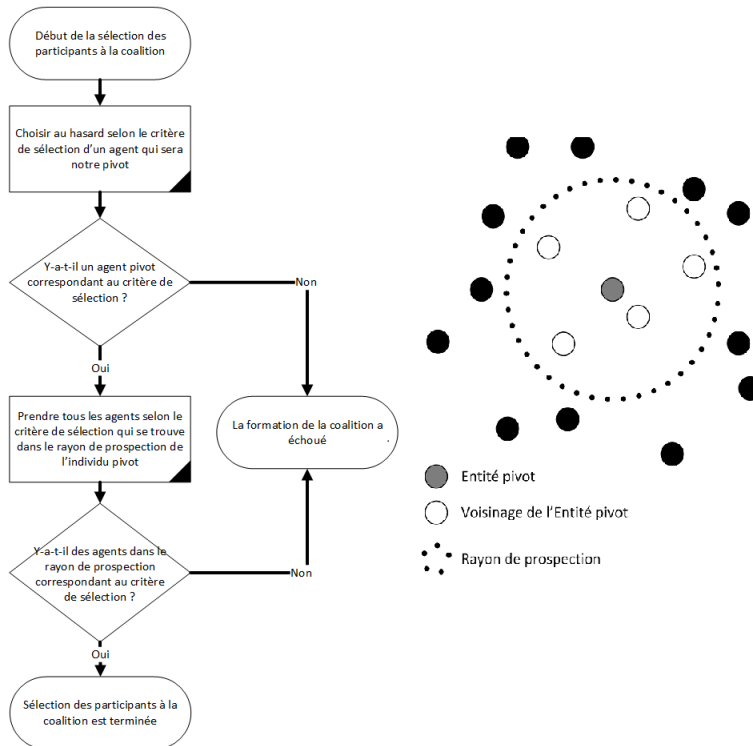 Début de la sélection des
participants à la coalition
Choisir au hasard selon le critère
de sélection d'un agent qui sera
notre pivot
Y-a-t-il un agent pivot
correspondant au critère de
sélection ?
Non
Oui
Prendre tous les agents selon le
critère de sélection qui se trouve
dans le rayon de prospection de
l'individu pivot
La formation de la coalition a
échoué
.
Y-a-t-il des agents dans le
rayon de prospection
correspondant au critère
de sélection ?
Non
Oui
Sélection des participants à la
coalition est terminée
Entité pivot
Voisinage de l'Entité pivot
Rayon de prospection